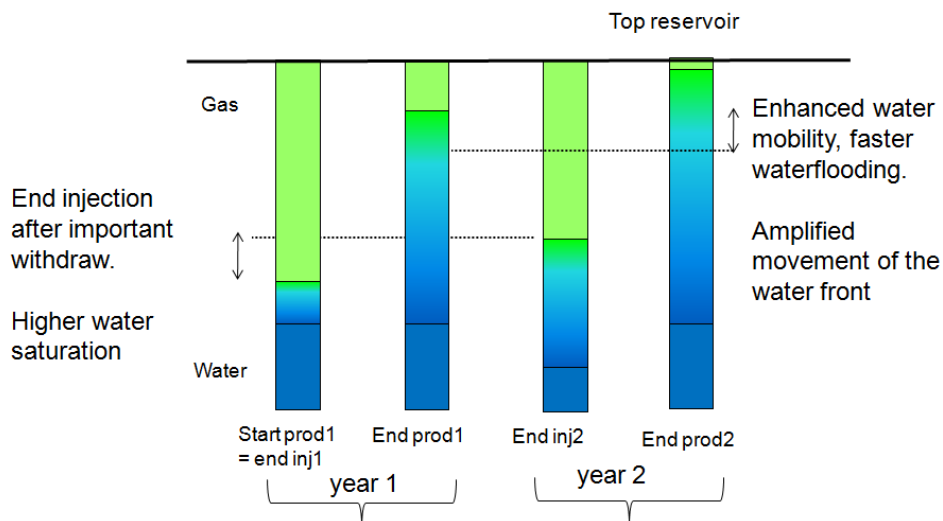 Top reservoir
Gas
Enhanced water
mobility, faster
waterflooding.
End injection
after important
withdraw.
Amplified
movement of the
water front
Higher water
saturation
Water
Start prod1
= end inj1
End prod1
End inj2
End prod2
year 1
year 2